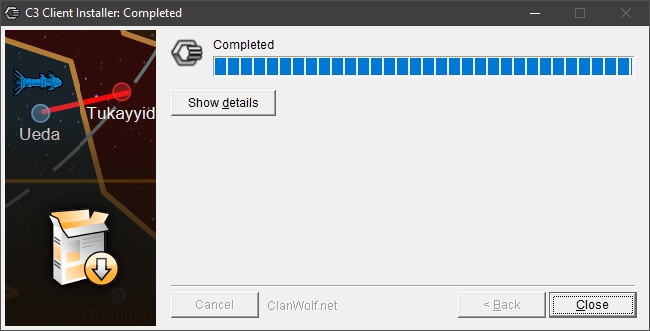 C3 Client Installer: Completed
Completed
Show details
Tukayyid
Ueda
Cancel
ClanWolf.net
< Back
Close